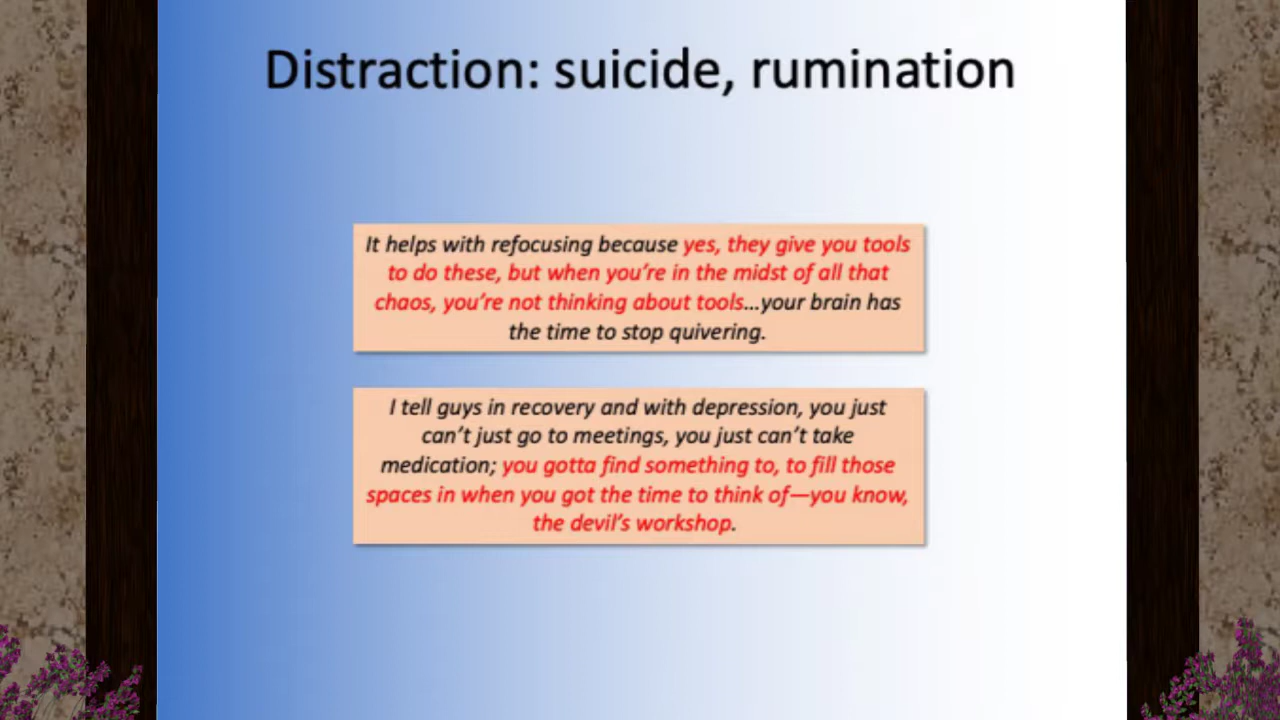 Distraction: suicide, rumination
It helps with refocusing because yes, they give you tools
to do these, but when you're in the midst of all that
chaos, you're not thinking about tools...your brain has
the time to stop quivering.
I tell guys in recovery and with depression, you just
can't just go to meetings, you just can't take
medication; you gotta find something to, to fill those
spaces in when you got the time to think of—you know,
the devil's workshop.